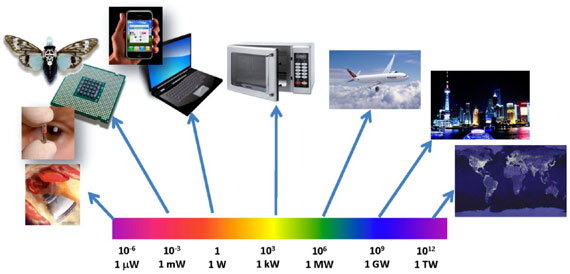 10-6 10-3 1 10³ 10⁶ 10⁹ 10¹²
1 μW 1 mW 1 W 1 kW 1 MW 1 GW 1 TW